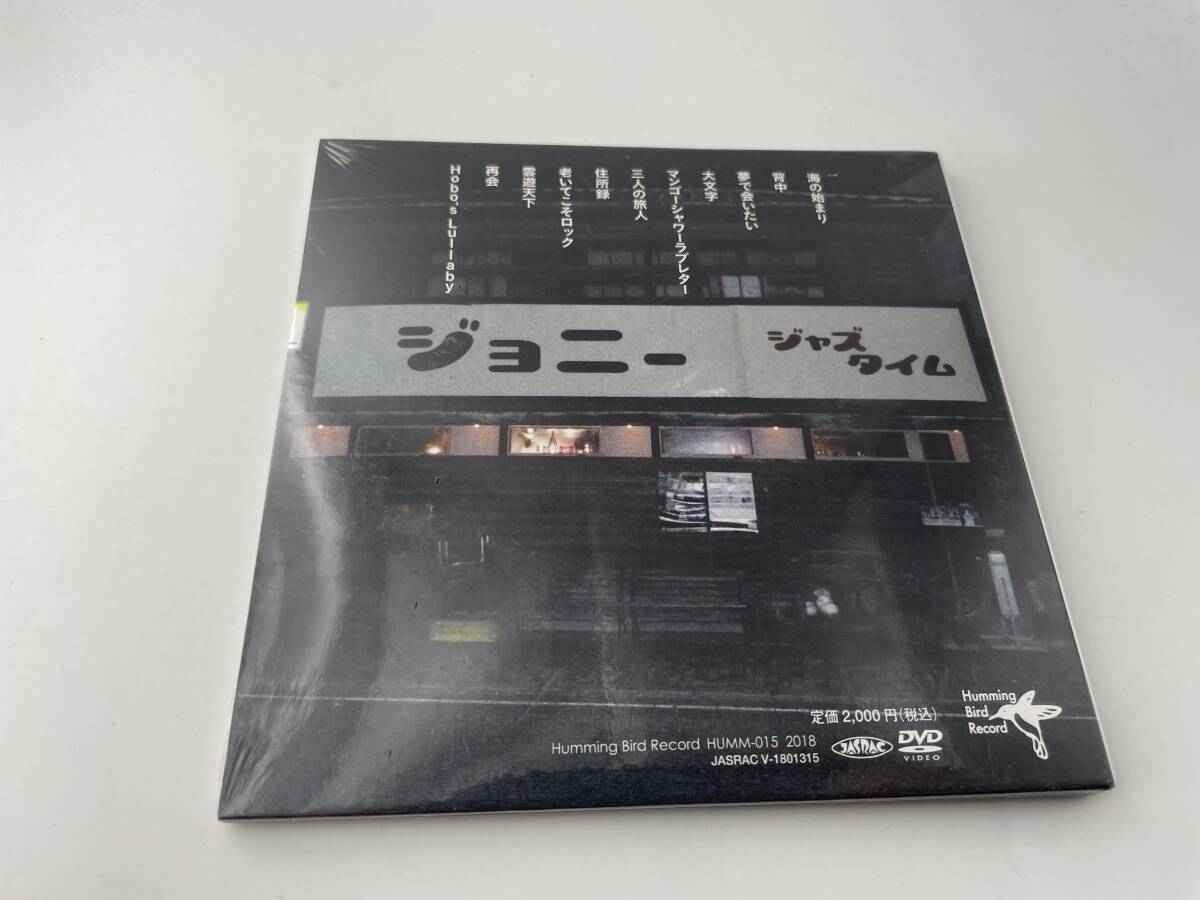 海の始まり
背中
夢で会いたい
大文字
マンゴーシャワーラブレター
三人の旅人
住所録
老いてこそロック
雲遊天下
再会
Hobo's Lullaby
ジョニー
ジャズ
タイム
定価2,000円(税込)
Humming Bird Record HUMM-015 2018
JASRAC V-1801315
JASRAC
DVD
VIDEO
Humming
Bird
Record